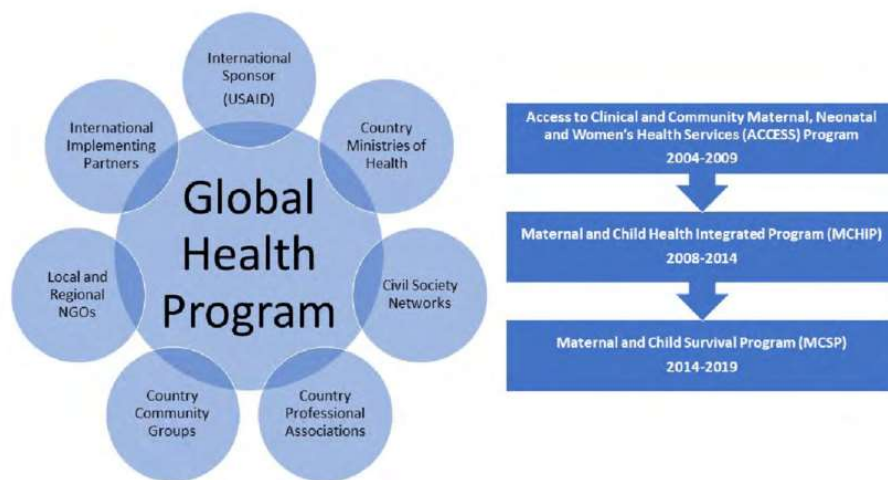 International
Sponsor
(USAID)
International
Implementing
Partners
Country
Ministries of
Health
Global
Health
Program
Local and
Regional
NGOs
Civil Society
Networks
Country
Community
Groups
Country
Professional
Associations
Access to Clinical and Community Maternal, Neonatal
and Women's Health Services (ACCESS) Program
2004-2009
Maternal and Child Health Integrated Program (MCHIP)
2008-2014
Maternal and Child Survival Program (MCSP)
2014-2019